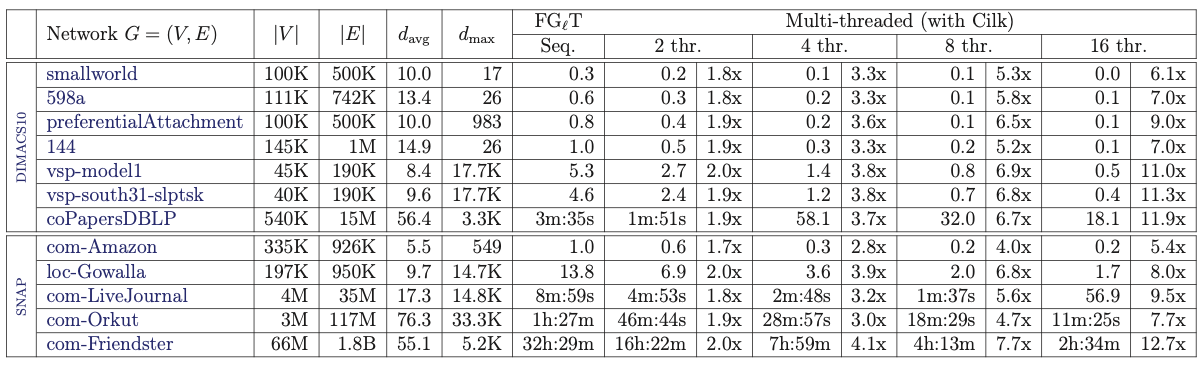 Network G = (V, E) |V| |E| d_avg d_max FGℓT Multi-threaded (with Cilk)
Seq. 2 thr. 4 thr. 8 thr. 16 thr.
DIMACS10
smallworld 100K 500K 10.0 17 0.3 0.2 1.8x 0.1 3.3x 0.1 5.3x 0.0 6.1x
598a 111K 742K 13.4 26 0.6 0.3 1.8x 0.2 3.3x 0.1 5.8x 0.1 7.0x
preferentialAttachment 100K 500K 10.0 983 0.8 0.4 1.9x 0.2 3.6x 0.1 6.5x 0.1 9.0x
144 145K 1M 14.9 26 1.0 0.5 1.9x 0.3 3.3x 0.2 5.2x 0.1 7.0x
vsp-model1 45K 190K 8.4 17.7K 5.3 2.7 2.0x 1.4 3.8x 0.8 6.9x 0.5 11.0x
vsp-south31-slptsk 40K 190K 9.6 17.7K 4.6 2.4 1.9x 1.2 3.8x 0.7 6.8x 0.4 11.3x
coPapersDBLP 540K 15M 56.4 3.3K 3m:35s 1m:51s 1.9x 58.1 3.7x 32.0 6.7x 18.1 11.9x
SNAP
com-Amazon 335K 926K 5.5 549 1.0 0.6 1.7x 0.3 2.8x 0.2 4.0x 0.2 5.4x
loc-Gowalla 197K 950K 9.7 14.7K 13.8 6.9 2.0x 3.6 3.9x 2.0 6.8x 1.7 8.0x
com-LiveJournal 4M 35M 17.3 14.8K 8m:59s 4m:53s 1.8x 2m:48s 3.2x 1m:37s 5.6x 56.9 9.5x
com-Orkut 3M 117M 76.3 33.3K 1h:27m 46m:44s 1.9x 28m:57s 3.0x 18m:29s 4.7x 11m:25s 7.7x
com-Friendster 66M 1.8B 55.1 5.2K 32h:29m 16h:22m 2.0x 7h:59m 4.1x 4h:13m 7.7x 2h:34m 12.7x